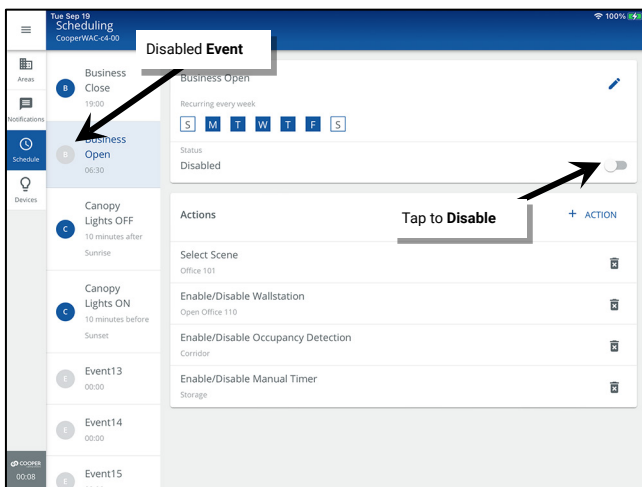 Tue Sep 19
100%
Scheduling
CooperWAC-c4-00
Disabled Event
Areas
Notifications
Schedule
Devices
B
Business
Close
19:00
R
Business
Open
06:30
C
Canopy
Lights OFF
10 minutes after
Sunrise
C
Canopy
Lights ON
10 minutes before
Sunset
E
Event13
00:00
E
Event14
00:00
E
Event15
Business Open
Recurring every week
S M T W T F S
Status
Disabled
Tap to Disable
Actions
+ ACTION
Select Scene
Office 101
Enable/Disable Wallstation
Open Office 110
Enable/Disable Occupancy Detection
Corridor
Enable/Disable Manual Timer
Storage
COOPER
00:08